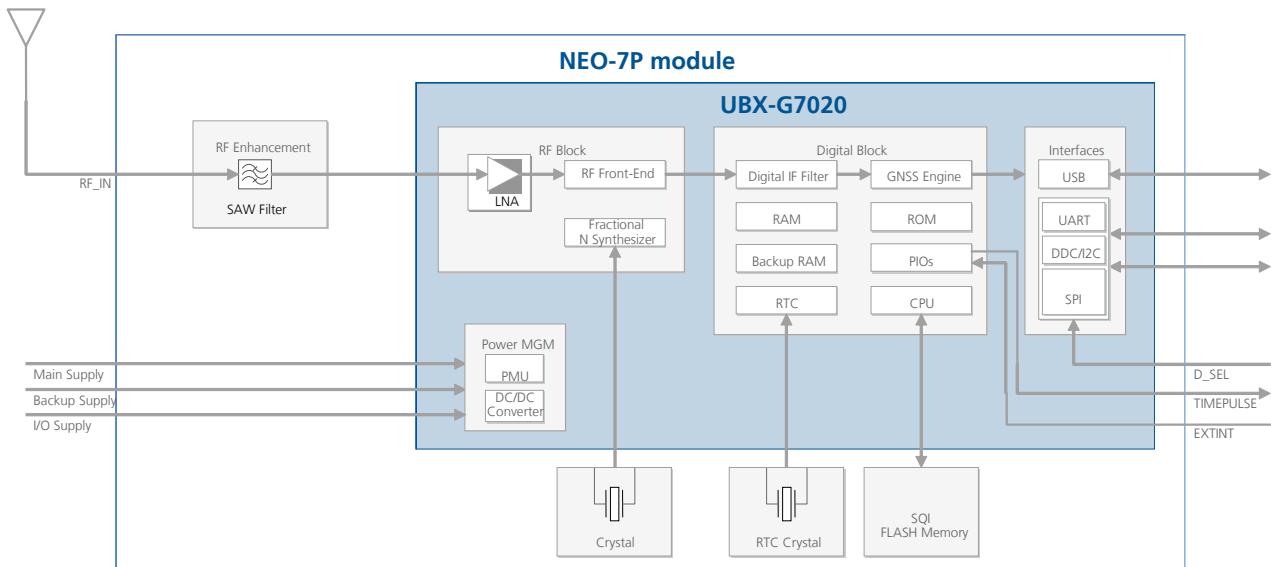 NEO-7P module
UBX-G7020
RF Enhancement
SAW Filter
RF_IN
RF Block
LNA
RF Front-End
Fractional
N Synthesizer
Digital Block
Digital IF Filter
GNSS Engine
RAM
ROM
Backup RAM
PIOs
RTC
CPU
Interfaces
USB
UART
DDC/I2C
SPI
Power MGM
PMU
DC/DC
Converter
Main Supply
Backup Supply
I/O Supply
D_SEL
TIMEPULSE
EXTINT
Crystal
RTC Crystal
SQI
FLASH Memory